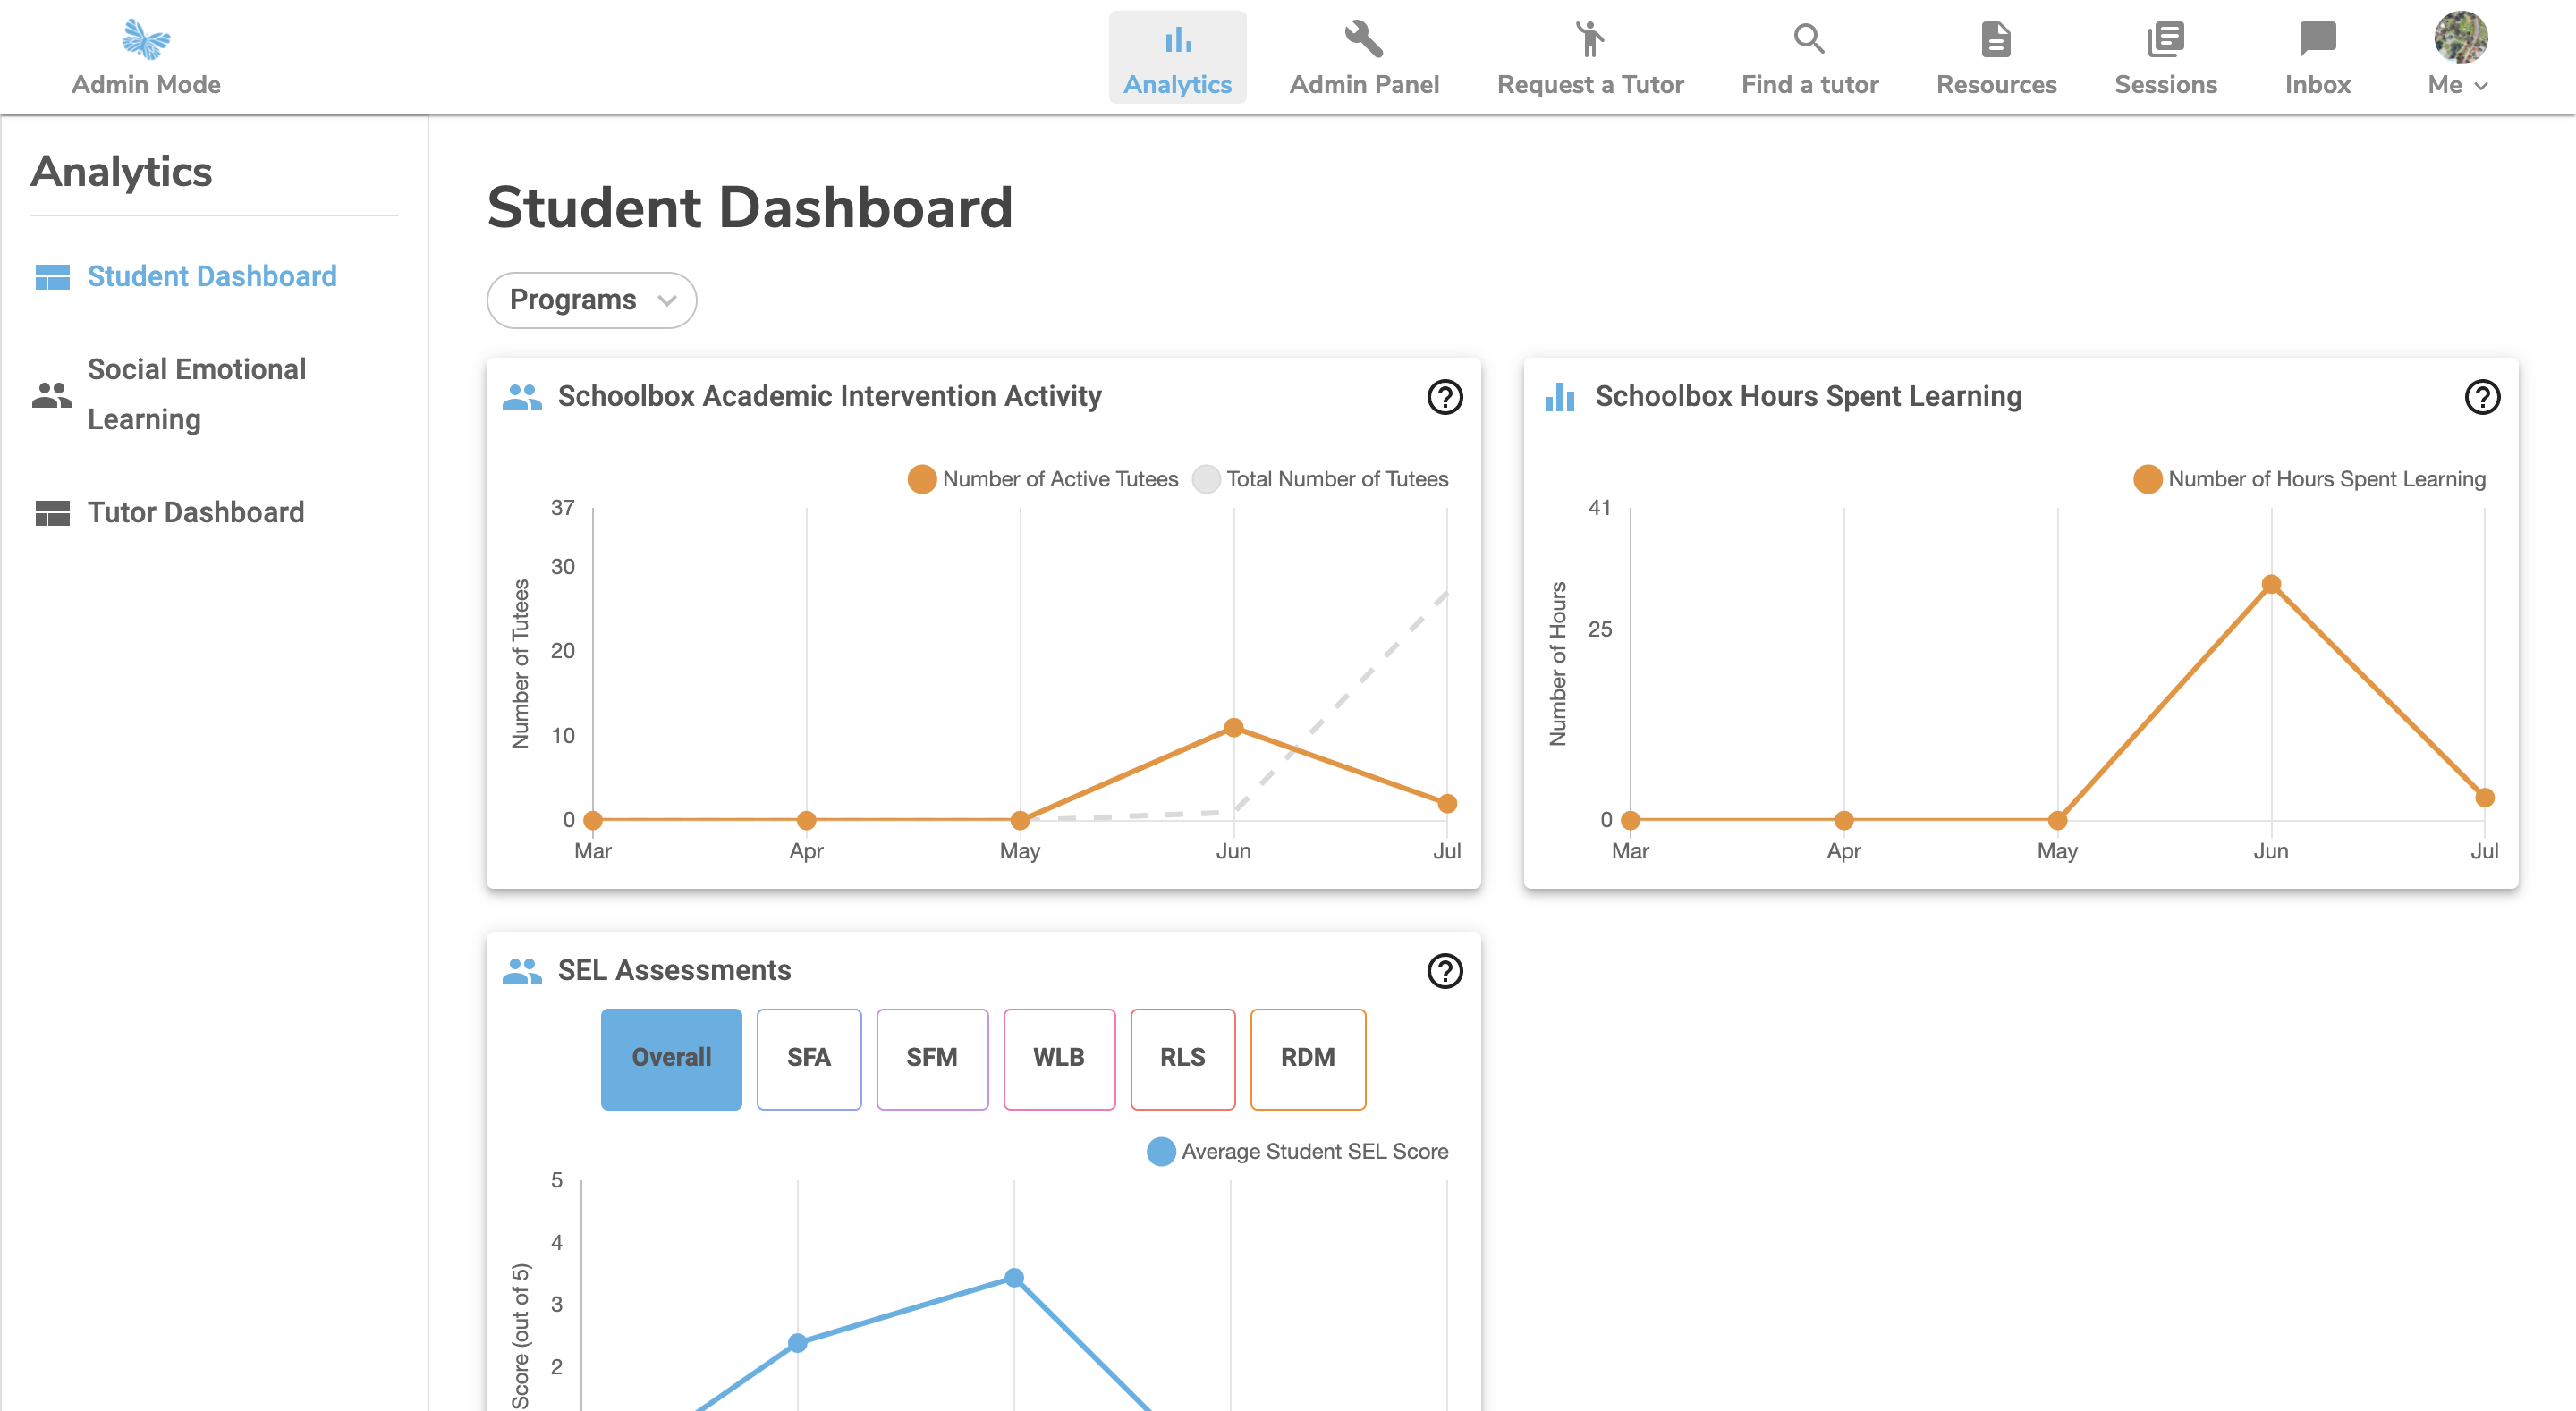 Admin Mode
Analytics
Admin Panel
Request a Tutor
Find a tutor
Resources
Sessions
Inbox
Me
Analytics
Student Dashboard
Social Emotional
Learning
Tutor Dashboard
Student Dashboard
Programs
Schoolbox Academic Intervention Activity
Number of Active Tutees
Total Number of Tutees
Number of Tutees
37
30
20
10
0
Mar
Apr
May
Jun
Jul
Schoolbox Hours Spent Learning
Number of Hours Spent Learning
Number of Hours
41
25
0
Mar
Apr
May
Jun
Jul
SEL Assessments
Overall
SFA
SFM
WLB
RLS
RDM
Average Student SEL Score
Score (out of 5)
5
4
3
2